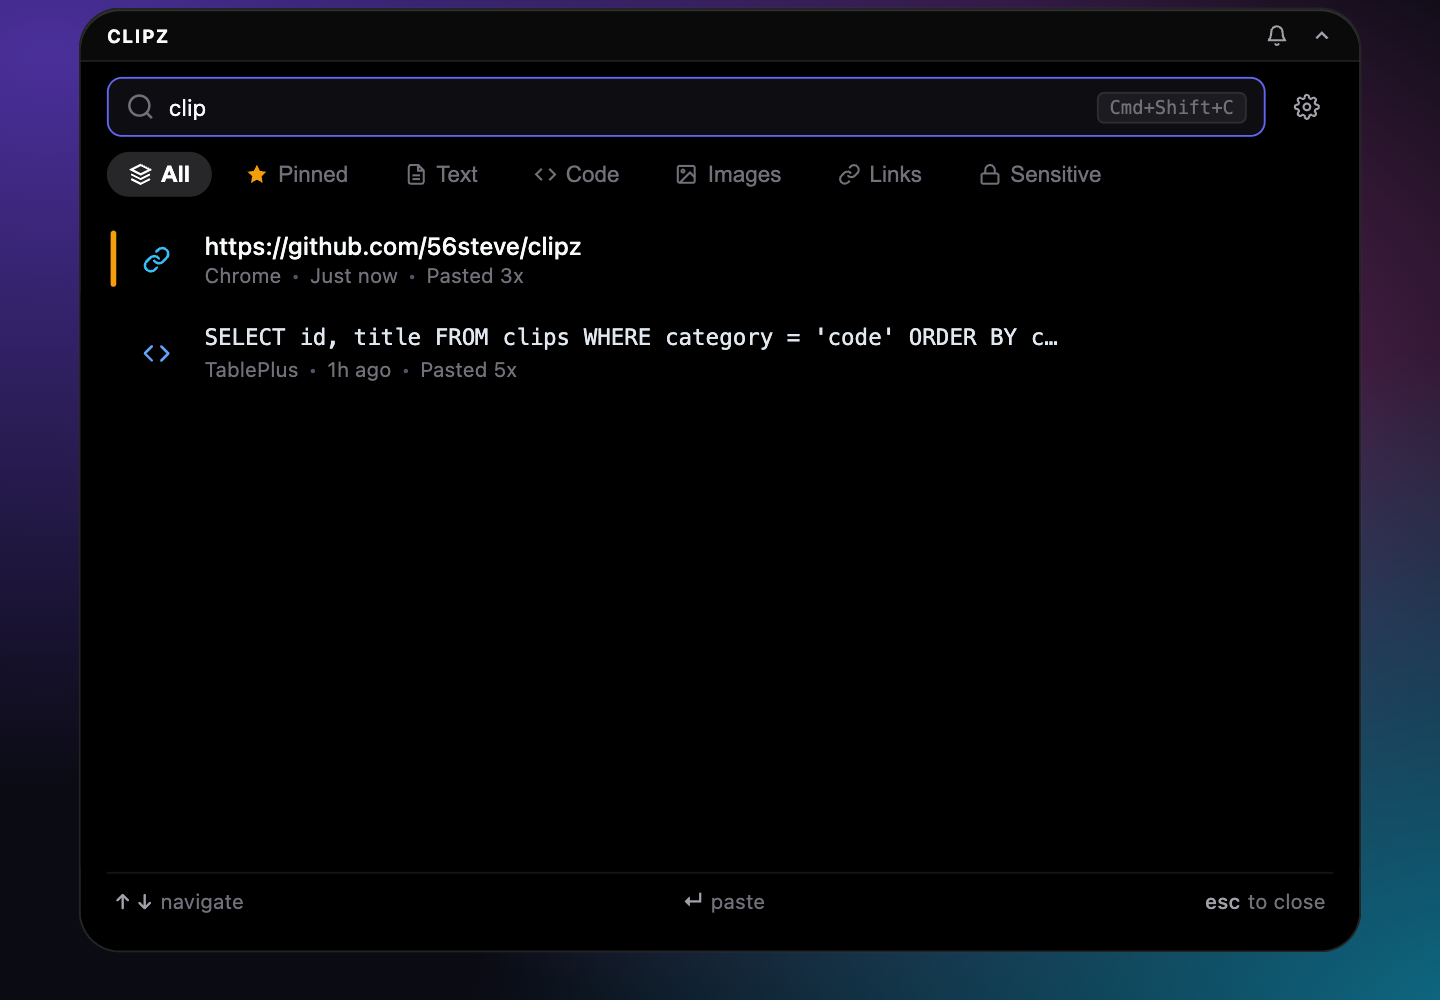 CLIPZ
clip Cmd+Shift+C
All Pinned Text Code Images Links Sensitive
https://github.com/56steve/clipz
Chrome • Just now • Pasted 3x
SELECT id, title FROM clips WHERE category = 'code' ORDER BY c…
TablePlus • 1h ago • Pasted 5x
↑ ↓ navigate ↵ paste esc to close